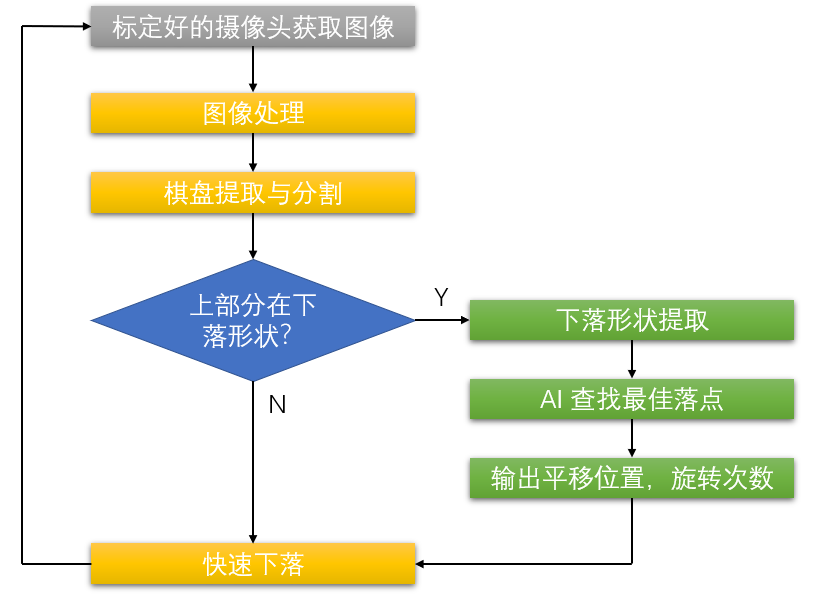 标定好的摄像头获取图像
图像处理
棋盘提取与分割
上部分在下
落形状？
Y
下落形状提取
AI 查找最佳落点
输出平移位置，旋转次数
N
快速下落